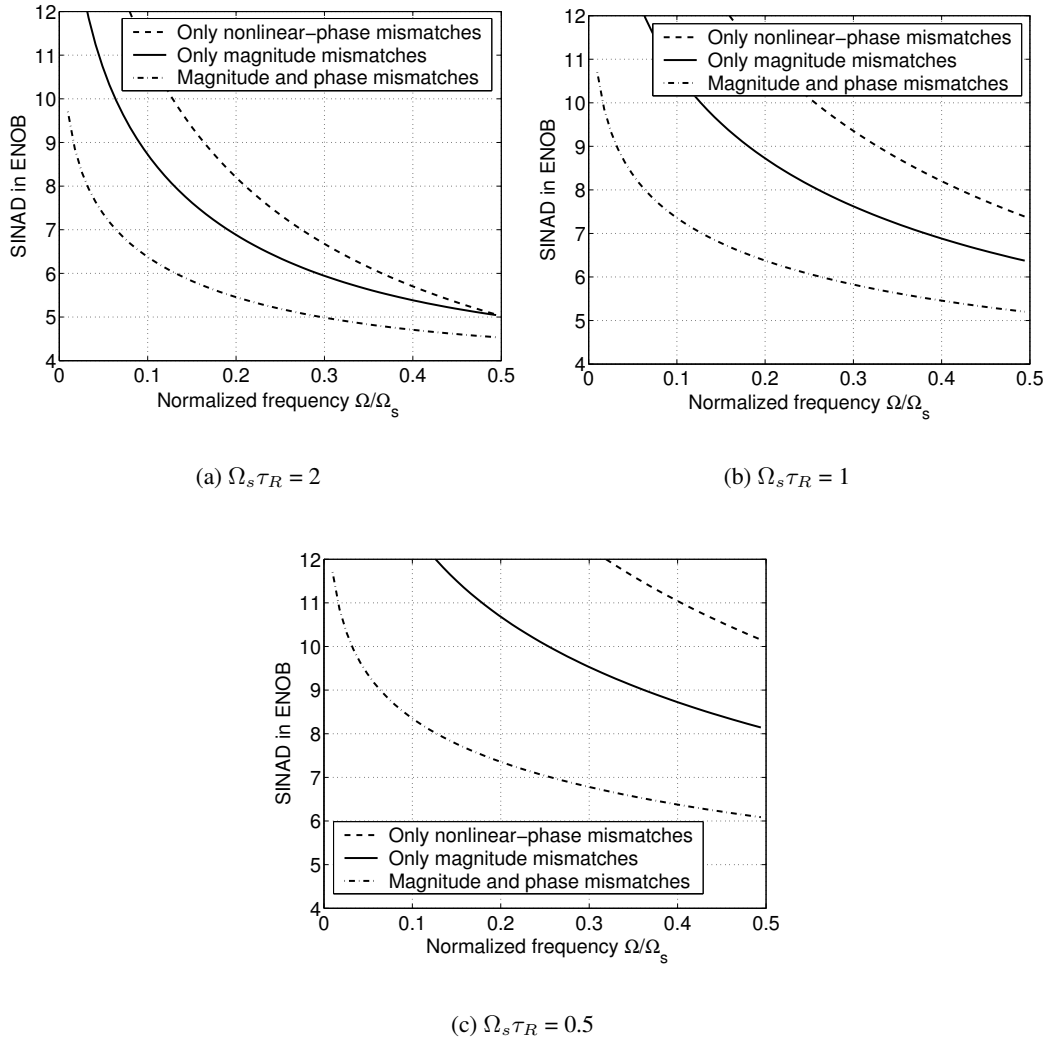 12
11
10
9
8
7
6
5
4
SINAD in ENOB
Only nonlinear−phase mismatches
Only magnitude mismatches
Magnitude and phase mismatches
0 0.1 0.2 0.3 0.4 0.5
Normalized frequency Ω/Ωs
(a) ΩsτR = 2
12
11
10
9
8
7
6
5
4
SINAD in ENOB
Only nonlinear−phase mismatches
Only magnitude mismatches
Magnitude and phase mismatches
0 0.1 0.2 0.3 0.4 0.5
Normalized frequency Ω/Ωs
(b) ΩsτR = 1
12
11
10
9
8
7
6
5
4
SINAD in ENOB
Only nonlinear−phase mismatches
Only magnitude mismatches
Magnitude and phase mismatches
0 0.1 0.2 0.3 0.4 0.5
Normalized frequency Ω/Ωs
(c) ΩsτR = 0.5